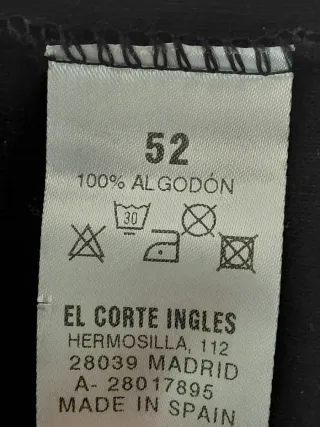 52
100% ALGODÓN
30
EL CORTE INGLES
HERMOSILLA, 112
28039 MADRID
A- 28017895
MADE IN SPAIN